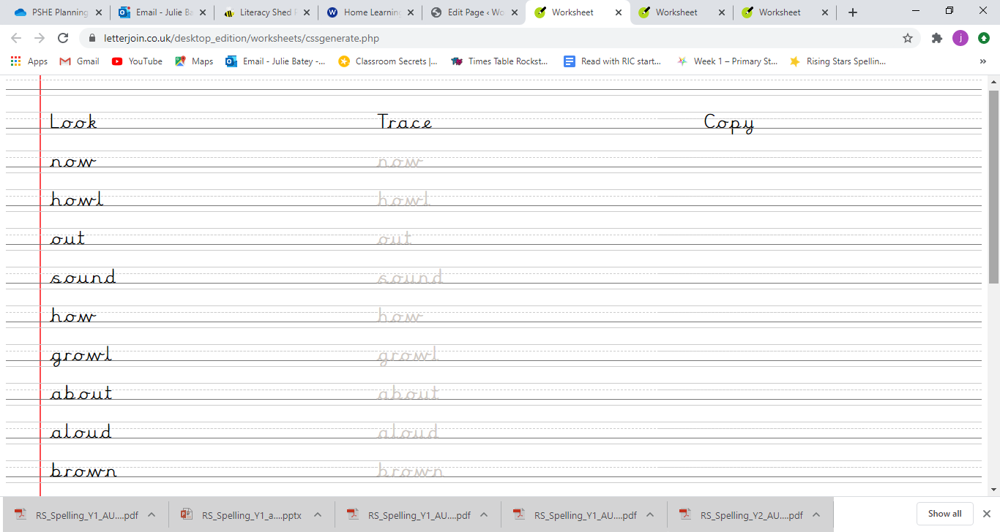 PSHE Planning Email - Julie Ba Literacy Shed Home Learning Edit Page ‹ Wo Worksheet Worksheet Worksheet
letterjoin.co.uk/desktop_edition/worksheets/cssgenerate.php j
Apps Gmail YouTube Maps Email - Julie Batey -... Classroom Secrets |... Times Table Rockst... Read with RIC start... Week 1 – Primary St... Rising Stars Spellin... »
Look Trace Copy
now now
howl howl
out out
sound sound
how how
growl growl
about about
aloud aloud
brown brown
RS_Spelling_Y1_AU....pdf RS_Spelling_Y1_a....pptx RS_Spelling_Y1_AU....pdf RS_Spelling_Y1_AU....pdf RS_Spelling_Y2_AU....pdf Show all